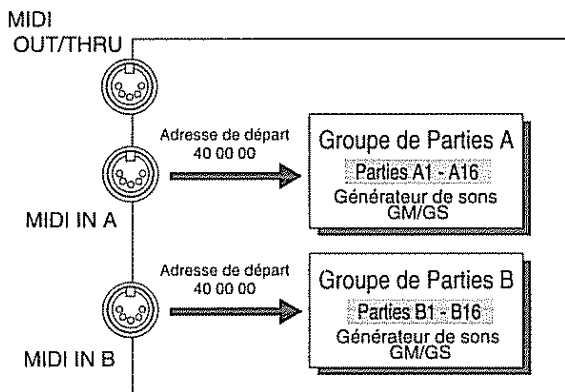 MIDI
OUT/THRU
Adresse de départ
40 00 00
Groupe de Parties A
Parties A1 - A16
Générateur de sons
GM/GS
MIDI IN A
Adresse de départ
40 00 00
Groupe de Parties B
Parties B1 - B16
Générateur de sons
GM/GS
MIDI IN B